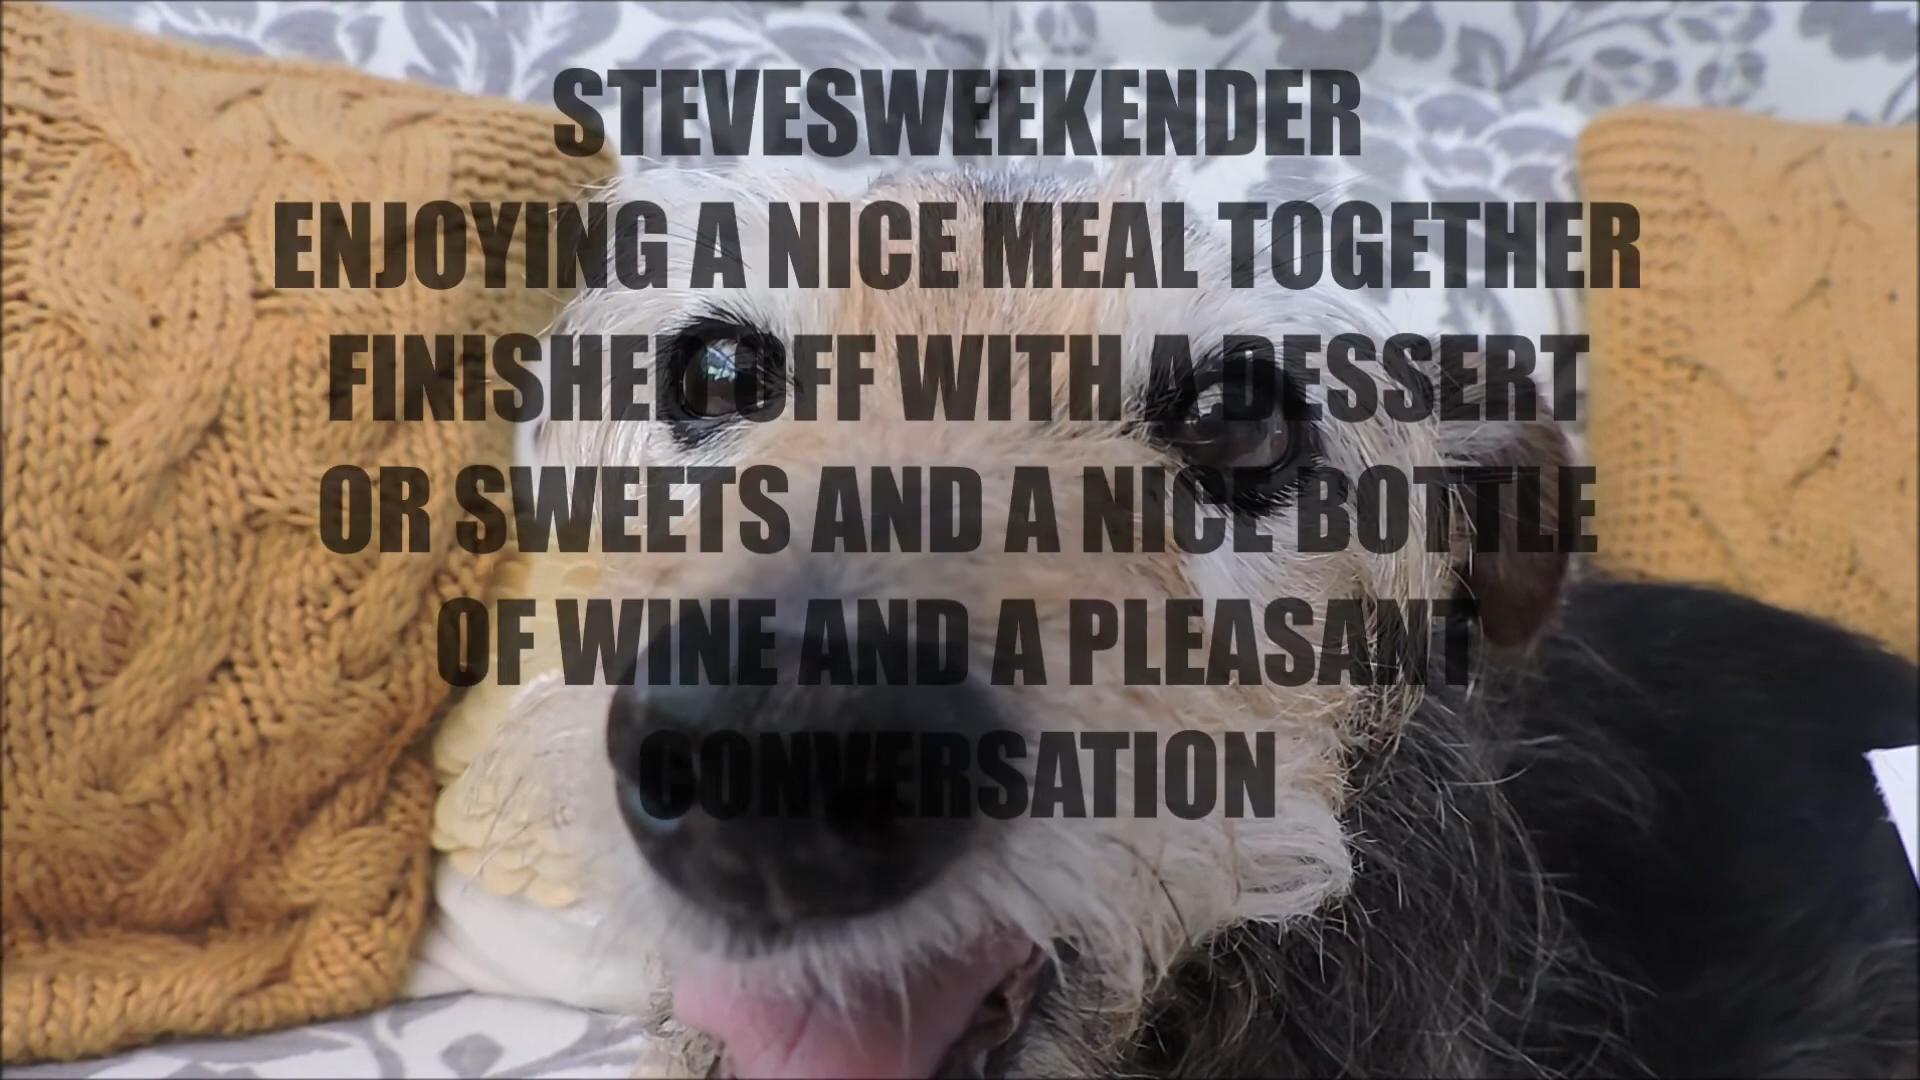 STEVESWEEKENDER
ENJOYING A NICE MEAL TOGETHER
FINISHED OFF WITH A DESSERT
OR SWEETS AND A NICE BOTTLE
OF WINE AND A PLEASANT
CONVERSATION